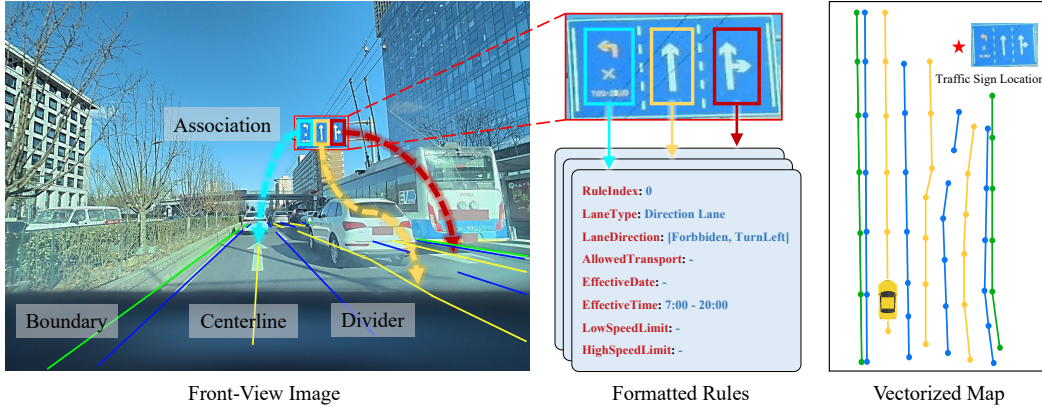 Association
Boundary
Centerline
Divider
Front-View Image
7:00-20:00
RuleIndex: 0
LaneType: Direction Lane
LaneDirection: [Forbbiden, TurnLeft]
AllowedTransport: -
EffectiveDate: -
EffectiveTime: 7:00 - 20:00
LowSpeedLimit: -
HighSpeedLimit: -
Formatted Rules
Traffic Sign Location
Vectorized Map